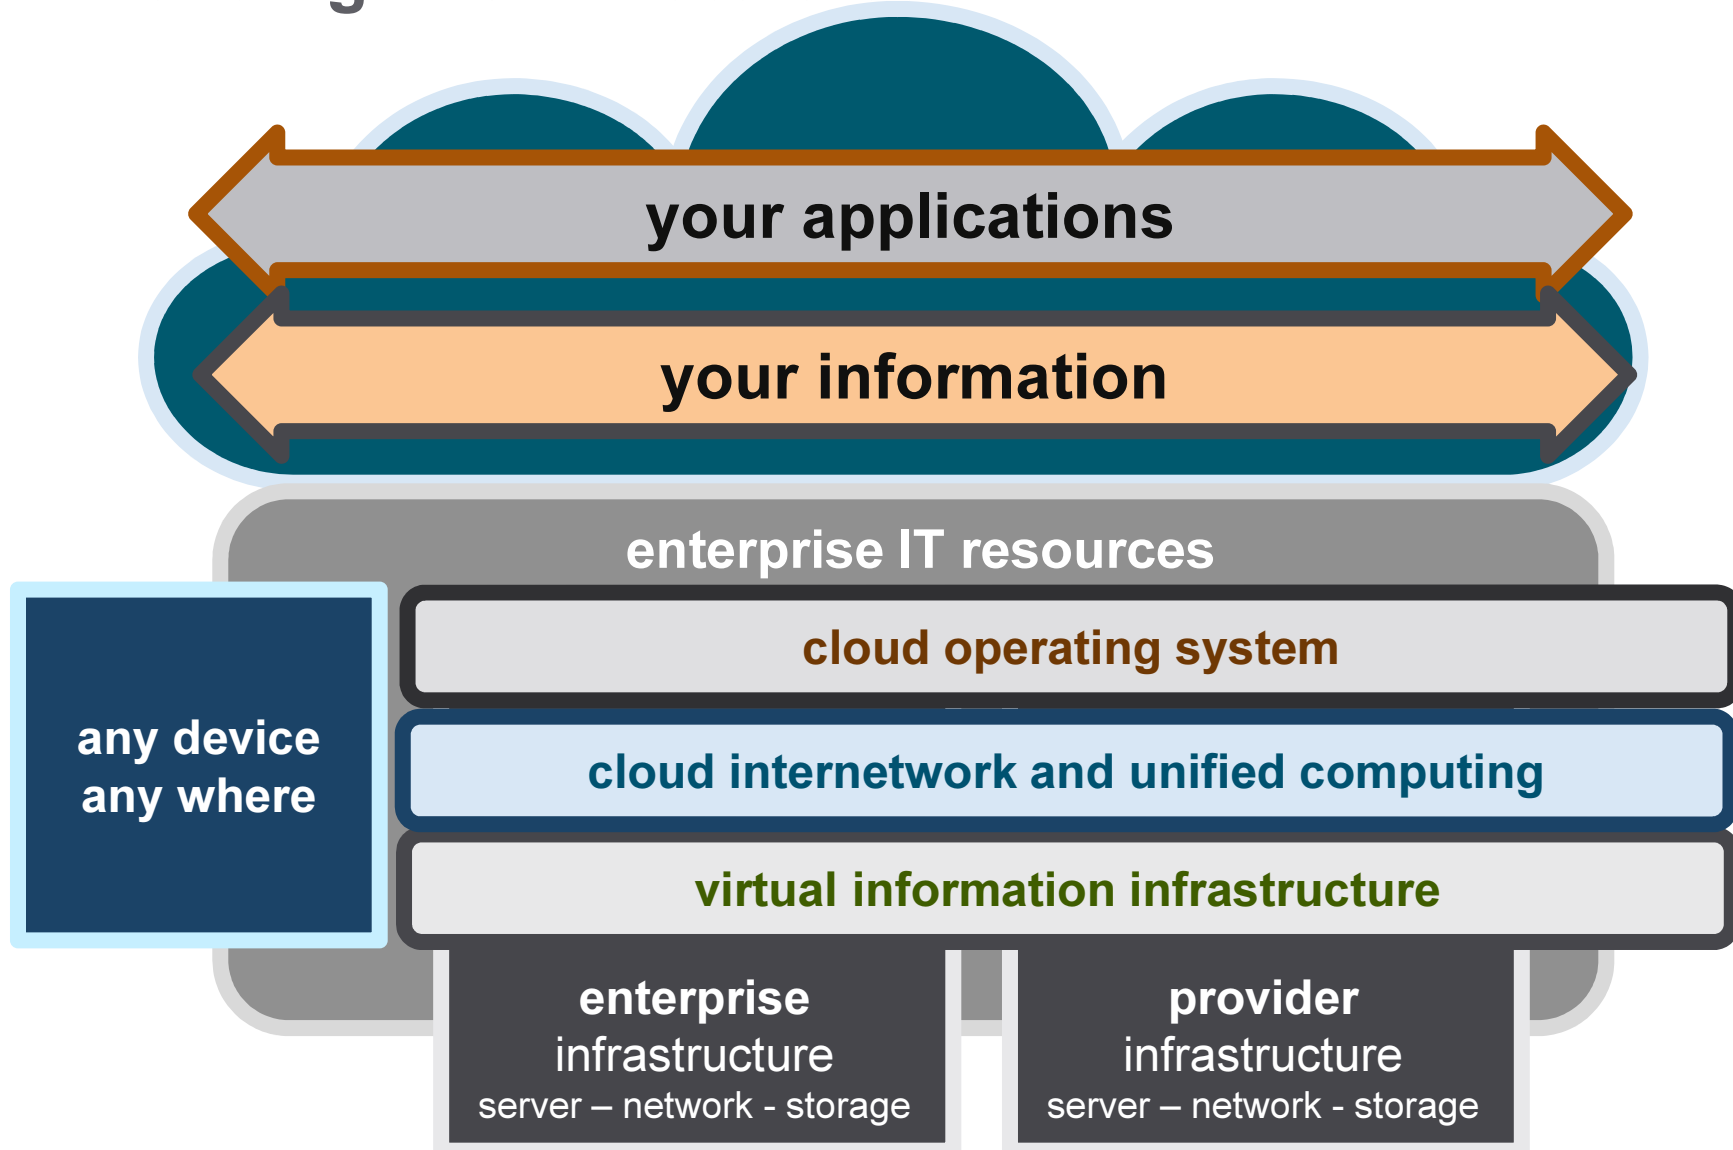 your applications
your information
enterprise IT resources
cloud operating system
any device
any where
cloud internetwork and unified computing
virtual information infrastructure
enterprise
infrastructure
server – network - storage
provider
infrastructure
server – network - storage